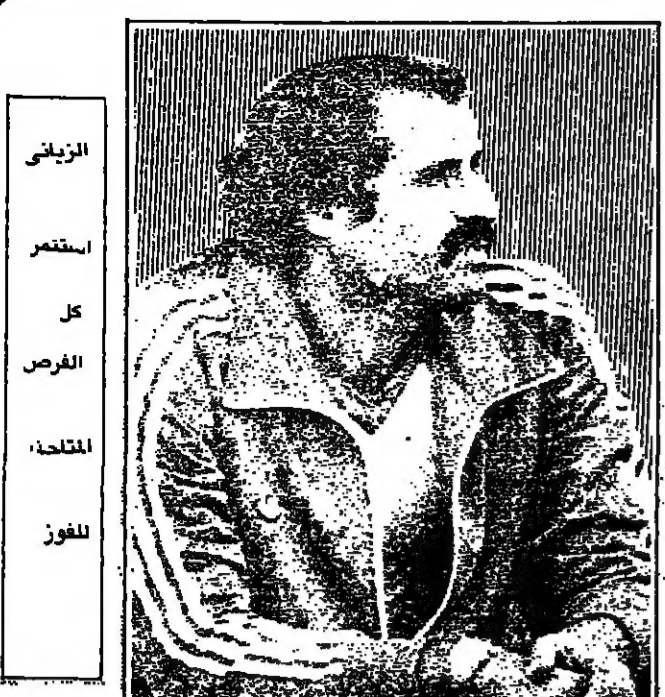 الزيانى
استثمر
كل
الفرص
المتاحة
للفوز